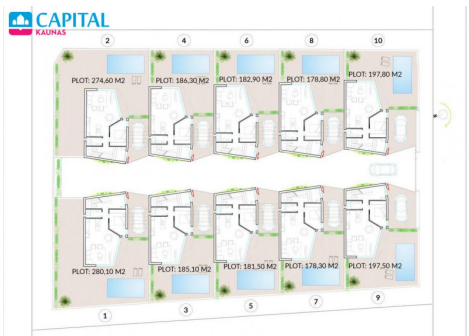 CAPITAL
KAUNAS
2 4 6 8 10
PLOT: 274,60 M2 PLOT: 186,30 M2 PLOT: 182,90 M2 PLOT: 178,80 M2 PLOT: 197,80 M2
PLOT: 280,10 M2 PLOT: 185,10 M2 PLOT: 181,50 M2 PLOT: 178,30 M2 PLOT: 197,50 M2
1 3 5 7 9